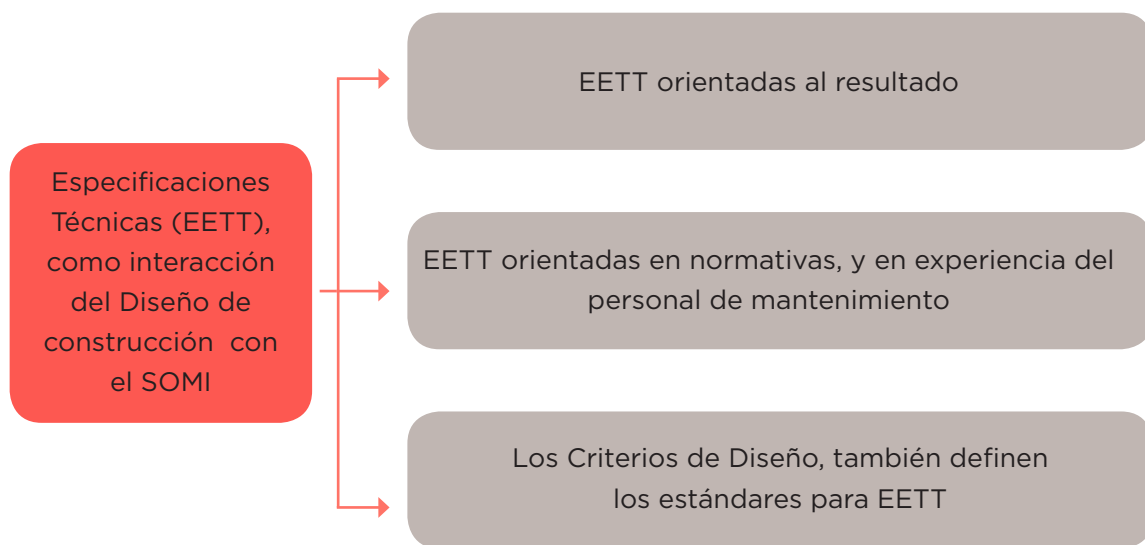 Especificaciones
Técnicas (EETT),
como interacción
del Diseño de
construcción con
el SOMI
EETT orientadas al resultado
EETT orientadas en normativas, y en experiencia del
personal de mantenimiento
Los Criterios de Diseño, también definen
los estándares para EETT